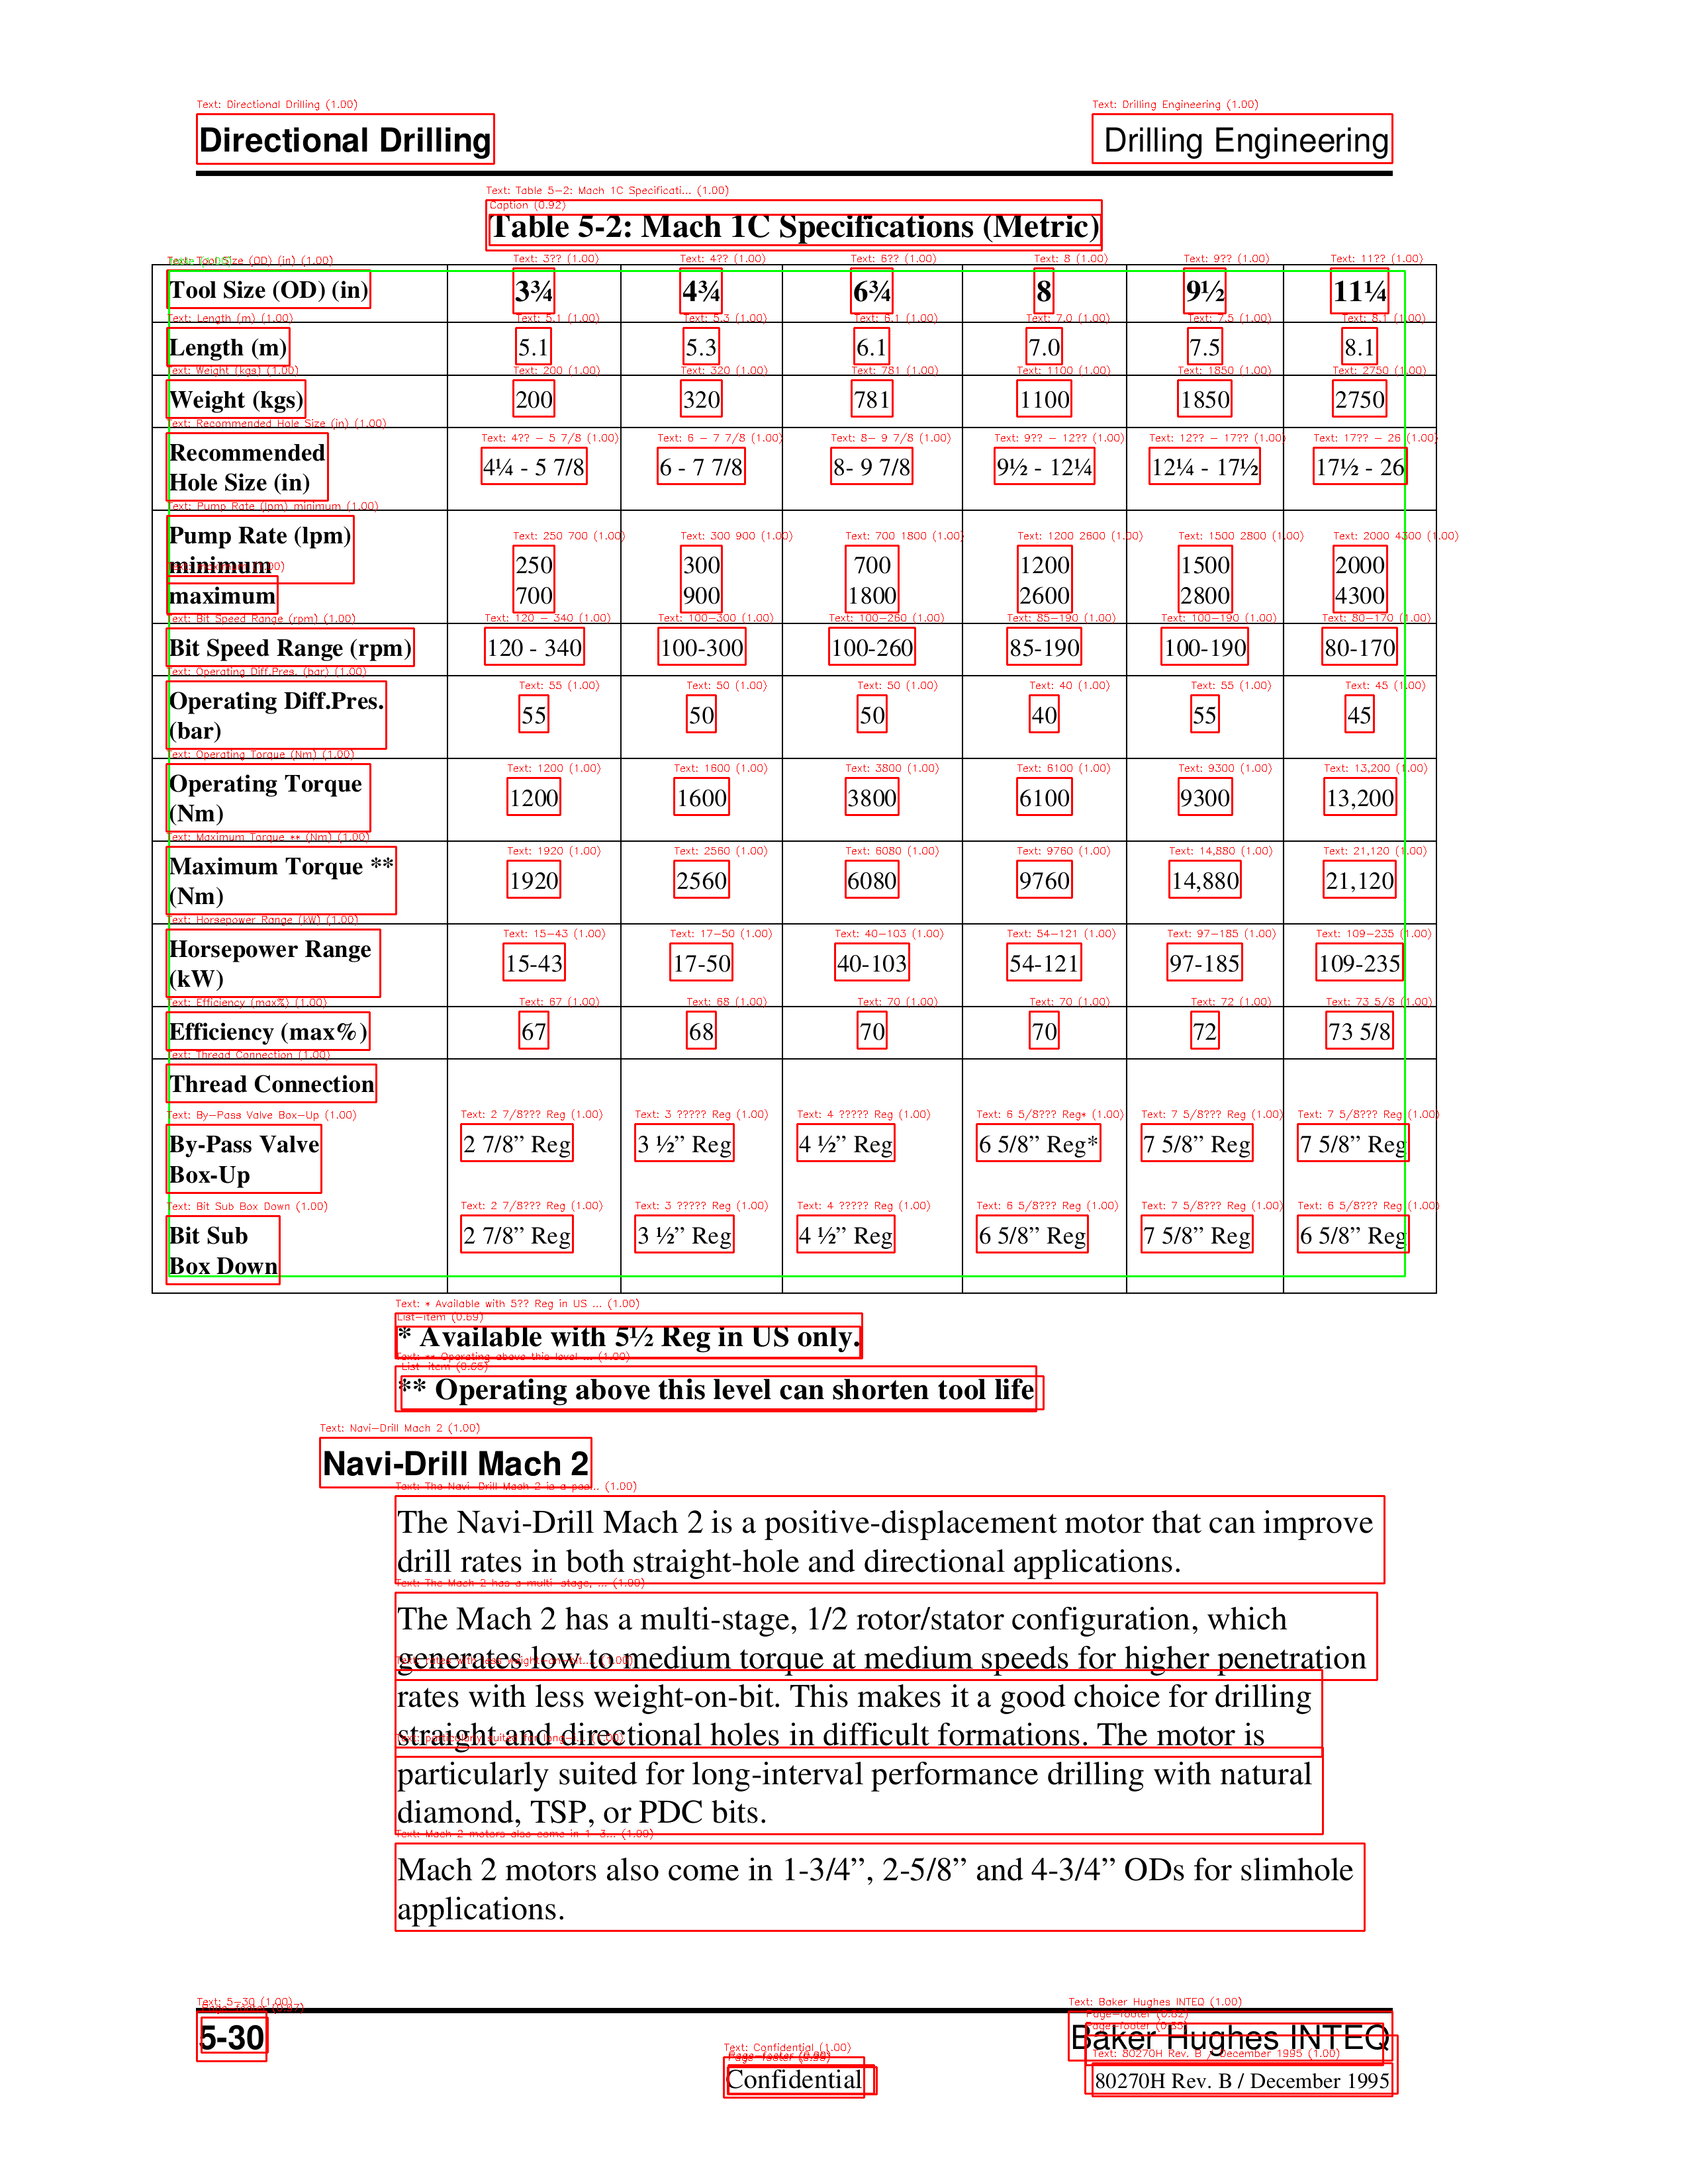 Directional Drilling Drilling Engineering
Table 5-2: Mach 1C Specifications (Metric)
Tool Size (OD) (in) 3¾ 4¾ 6¾ 8 9½ 11¼
Length (m) 5.1 5.3 6.1 7.0 7.5 8.1
Weight (kgs) 200 320 781 1100 1850 2750
Recommended
Hole Size (in) 4¼ - 5 7/8 6 - 7 7/8 8- 9 7/8 9½ - 12¼ 12¼ - 17½ 17½ - 26
Pump Rate (lpm)
minimum 250 300 700 1200 1500 2000
maximum 700 900 1800 2600 2800 4300
Bit Speed Range (rpm) 120 - 340 100-300 100-260 85-190 100-190 80-170
Operating Diff.Pres.
(bar) 55 50 50 40 55 45
Operating Torque
(Nm) 1200 1600 3800 6100 9300 13,200
Maximum Torque **
(Nm) 1920 2560 6080 9760 14,880 21,120
Horsepower Range
(kW) 15-43 17-50 40-103 54-121 97-185 109-235
Efficiency (max%) 67 68 70 70 72 73 5/8
Thread Connection
By-Pass Valve 2 7/8” Reg 3 ½” Reg 4 ½” Reg 6 5/8” Reg* 7 5/8” Reg 7 5/8” Reg
Box-Up
Bit Sub 2 7/8” Reg 3 ½” Reg 4 ½” Reg 6 5/8” Reg 7 5/8” Reg 6 5/8” Reg
Box Down
* Available with 5½ Reg in US only.
** Operating above this level can shorten tool life
Navi-Drill Mach 2
The Navi-Drill Mach 2 is a positive-displacement motor that can improve
drill rates in both straight-hole and directional applications.
The Mach 2 has a multi-stage, 1/2 rotor/stator configuration, which
generates low to medium torque at medium speeds for higher penetration
rates with less weight-on-bit. This makes it a good choice for drilling
straight and directional holes in difficult formations. The motor is
particularly suited for long-interval performance drilling with natural
diamond, TSP, or PDC bits.
Mach 2 motors also come in 1-3/4”, 2-5/8” and 4-3/4” ODs for slimhole
applications.
5-30 Baker Hughes INTEQ
Confidential 80270H Rev. B / December 1995